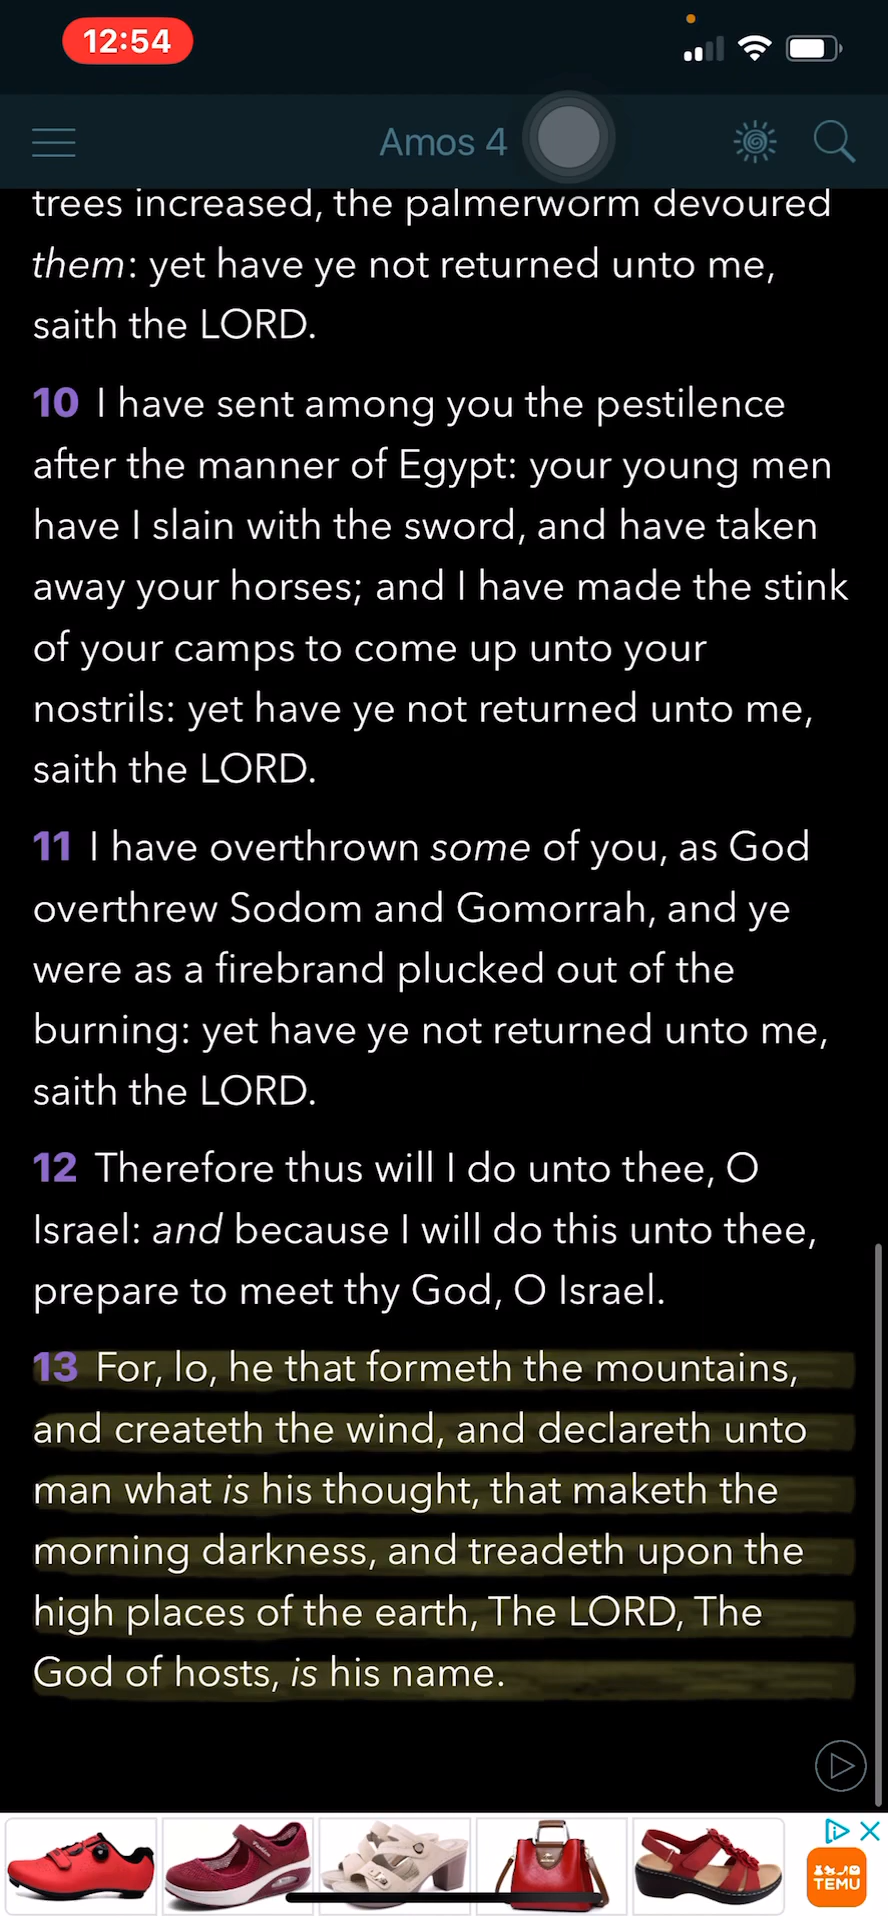 12:54
Amos 4
trees increased, the palmerworm devoured
them: yet have ye not returned unto me,
saith the LORD.
10 I have sent among you the pestilence
after the manner of Egypt: your young men
have I slain with the sword, and have taken
away your horses; and I have made the stink
of your camps to come up unto your
nostrils: yet have ye not returned unto me,
saith the LORD.
11 I have overthrown some of you, as God
overthrew Sodom and Gomorrah, and ye
were as a firebrand plucked out of the
burning: yet have ye not returned unto me,
saith the LORD.
12 Therefore thus will I do unto thee, O
Israel: and because I will do this unto thee,
prepare to meet thy God, O Israel.
13 For, lo, he that formeth the mountains,
and createth the wind, and declareth unto
man what is his thought, that maketh the
morning darkness, and treadeth upon the
high places of the earth, The LORD, The
God of hosts, is his name.
TEMU